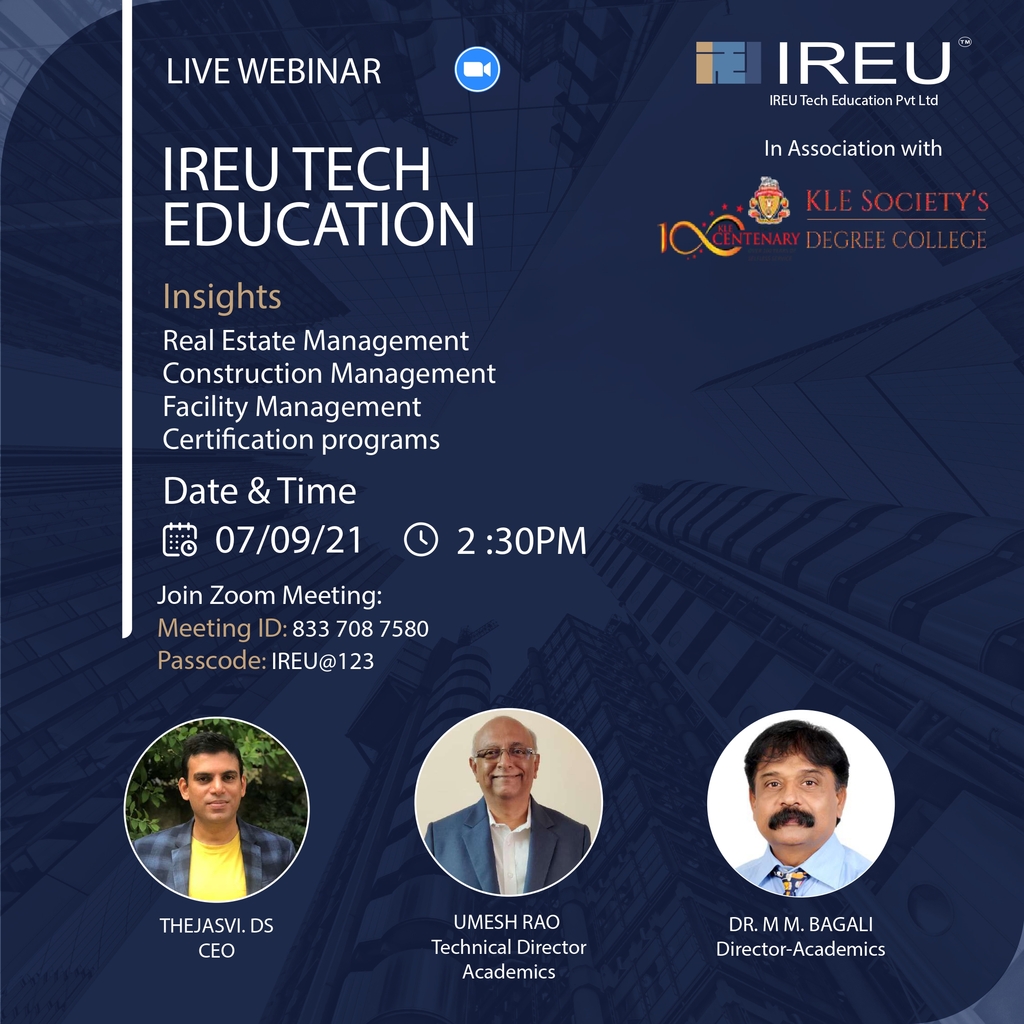 LIVE WEBINAR
IREU TECH
EDUCATION
Insights
Real Estate Management
Construction Management
Facility Management
Certification programs
Date & Time
07/09/21 2 :30PM
Join Zoom Meeting:
Meeting ID: 833 708 7580
Passcode: IREU@123
IREU TM
IREU Tech Education Pvt Ltd
In Association with
100 KLE
CENTENARY
KLE SOCIETY'S
DEGREE COLLEGE
THEJASVI. DS
CEO
UMESH RAO
Technical Director
Academics
DR. M M. BAGALI
Director-Academics